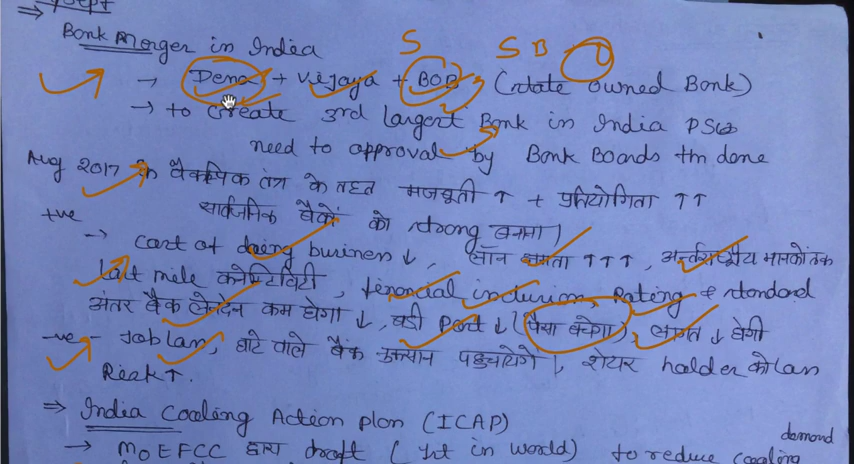 ⇒
Bank Merger in India
S S B
→ Dena + Vijaya + BOB (state owned Bank)
→ to create 3rd largest Bank in India PSB
need to approval by Bank Boards then done
Aug 2017 के वैकल्पिक तंत्र के तहत मजबूती ↑ + प्रतियोगिता ↑↑
सार्वजनिक बैंकों को strong बनाना)
+ve → cost of doing business ↓, लोन क्षमता ↑↑↑, अन्तर्राष्ट्रीय मानकों तक
Last mile कनेक्टिविटी, financial inclusion, Rating & standard
अंतर बैंक लेनदेन कम होगा ↓, बडी post ↓ (पैसा बचेगा), लागत ↓ होगी
-ve - Job loss, घाटे वाले बैंक नुक्सान पहुचायेगे, शेयर holder को loss
Risk ↑.
⇒ India Cooling Action plan (ICAP)
→ MOEFCC द्वारा draft (1st in world) to reduce cooling demand